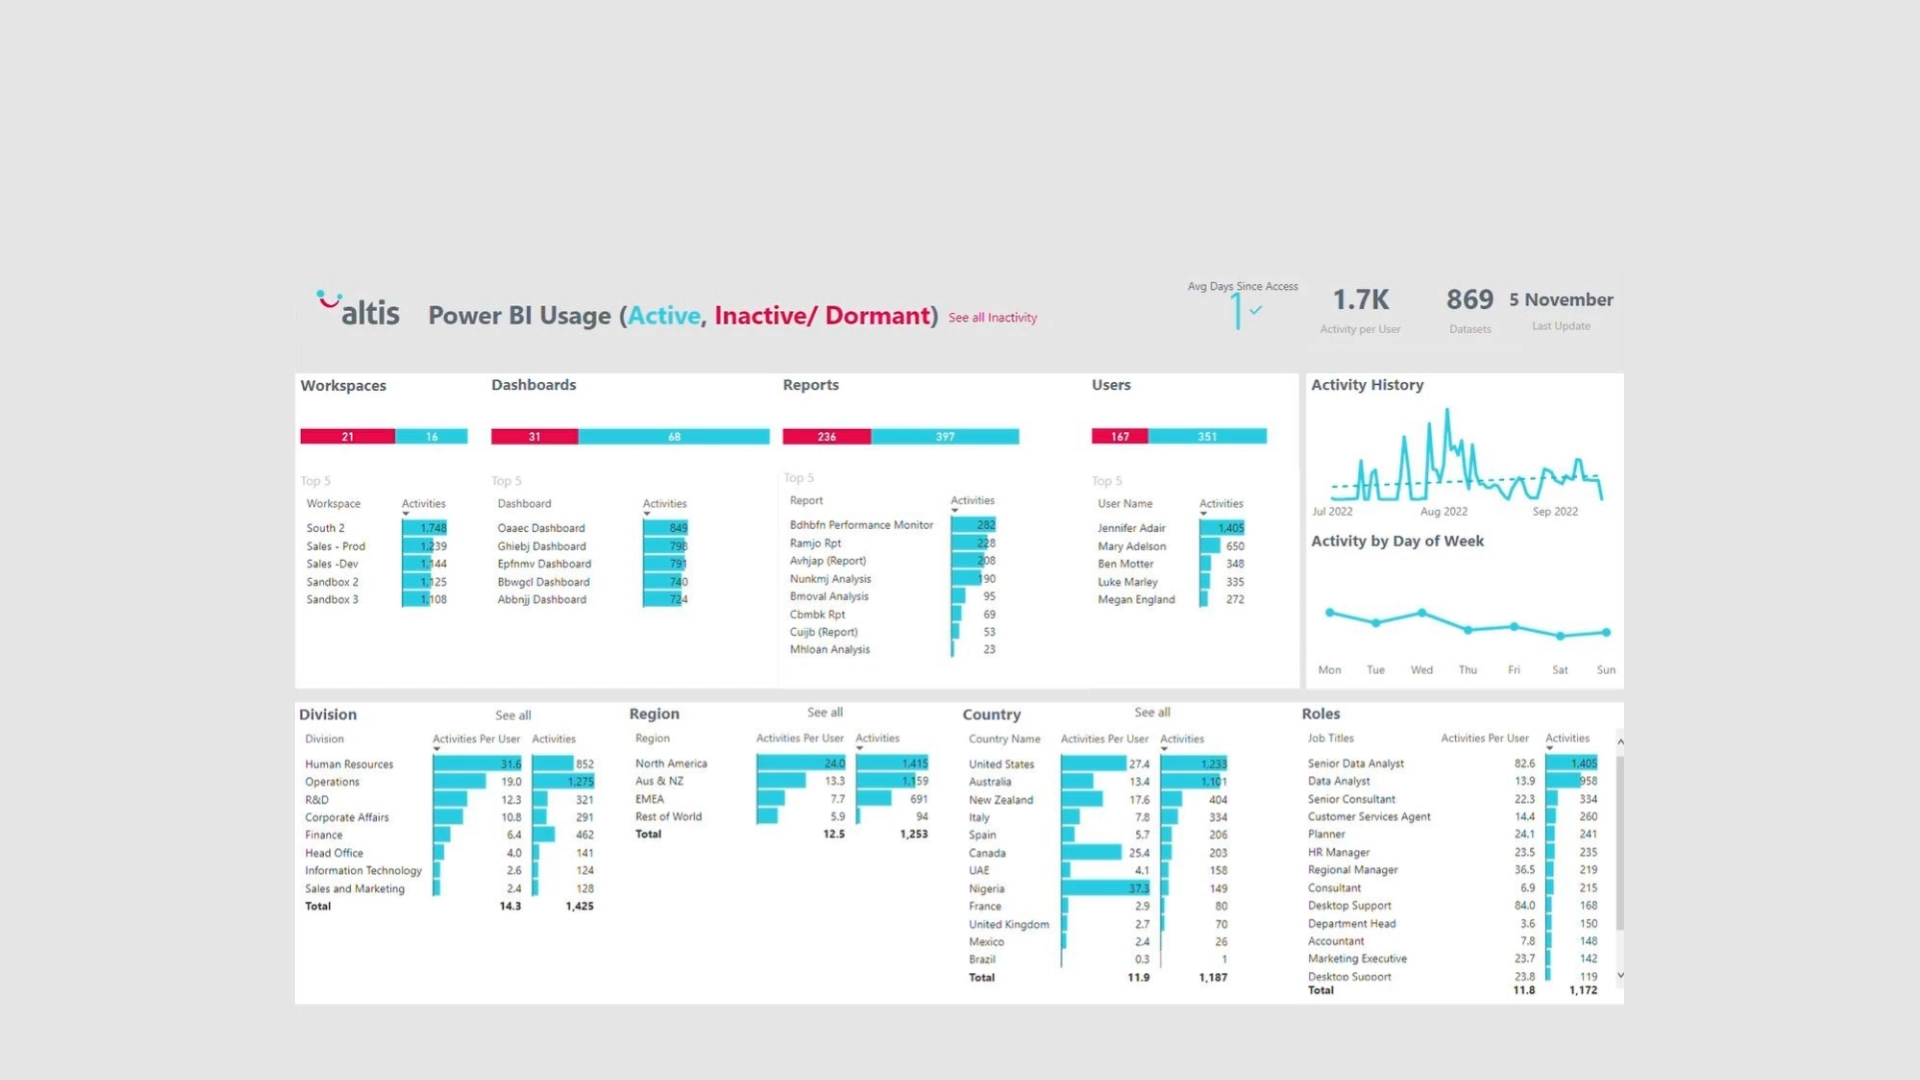 altis
Power BI Usage (Active, Inactive/ Dormant) See all Inactivity
Avg Days Since Access
1
1.7K
Activity per User
869
Datasets
5 November
Last Update
Workspaces
21 16
Top 5
Workspace Activities
South 2 1,748
Sales - Prod 1,239
Sales -Dev 1,144
Sandbox 2 1,125
Sandbox 3 1,108
Dashboards
31 68
Top 5
Dashboard Activities
Oaaec Dashboard 849
Ghiebj Dashboard 798
Epfnmv Dashboard 791
Bbwgcl Dashboard 740
Abbnjj Dashboard 724
Reports
236 397
Top 5
Report Activities
Bdhbfn Performance Monitor 282
Ramjo Rpt 228
Avhjap (Report) 208
Nunkmj Analysis 190
Bmoval Analysis 95
Cbmbk Rpt 69
Cuijb (Report) 53
Mhloan Analysis 23
Users
167 351
Top 5
User Name Activities
Jennifer Adair 1,405
Mary Adelson 650
Ben Motter 348
Luke Marley 335
Megan England 272
Activity History
Jul 2022 Aug 2022 Sep 2022
Activity by Day of Week
Mon Tue Wed Thu Fri Sat Sun
Division See all
Division Activities Per User Activities
Human Resources 31.6 852
Operations 19.0 1,275
R&D 12.3 321
Corporate Affairs 10.8 291
Finance 6.4 462
Head Office 4.0 141
Information Technology 2.6 124
Sales and Marketing 2.4 128
Total 14.3 1,425
Region See all
Region Activities Per User Activities
North America 24.0 1,415
Aus & NZ 13.3 1,159
EMEA 7.7 691
Rest of World 5.9 94
Total 12.5 1,253
Country See all
Country Name Activities Per User Activities
United States 27.4 1,233
Australia 13.4 1,101
New Zealand 17.6 404
Italy 7.8 334
Spain 5.7 206
Canada 25.4 203
UAE 4.1 158
Nigeria 37.3 149
France 2.9 80
United Kingdom 2.7 70
Mexico 2.4 26
Brazil 0.3 1
Total 11.9 1,187
Roles
Job Titles Activities Per User Activities
Senior Data Analyst 82.6 1,405
Data Analyst 13.9 958
Senior Consultant 22.3 334
Customer Services Agent 14.4 260
Planner 24.1 241
HR Manager 23.5 235
Regional Manager 36.5 219
Consultant 6.9 215
Desktop Support 84.0 168
Department Head 3.6 150
Accountant 7.8 148
Marketing Executive 23.7 142
Desktop Support 23.8 119
Total 11.8 1,172